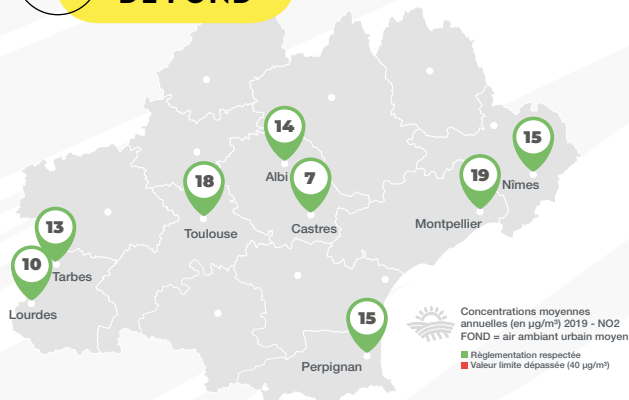 DE FOND
14
15
Albi
7
18
19
Nîmes
Toulouse
Castres
Montpellier
13
10
Tarbes
Lourdes
15
Perpignan
Concentrations moyennes
annuelles (en µg/m³) 2019 - NO2
FOND = air ambiant urbain moyen
Règlementation respectée
Valeur limite dépassée (40 µg/m³)